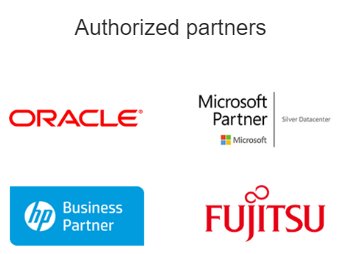 Authorized partners
ORACLE®
Microsoft
Partner
Silver Datacenter
Microsoft
hp
Business
Partner
FUJITSU